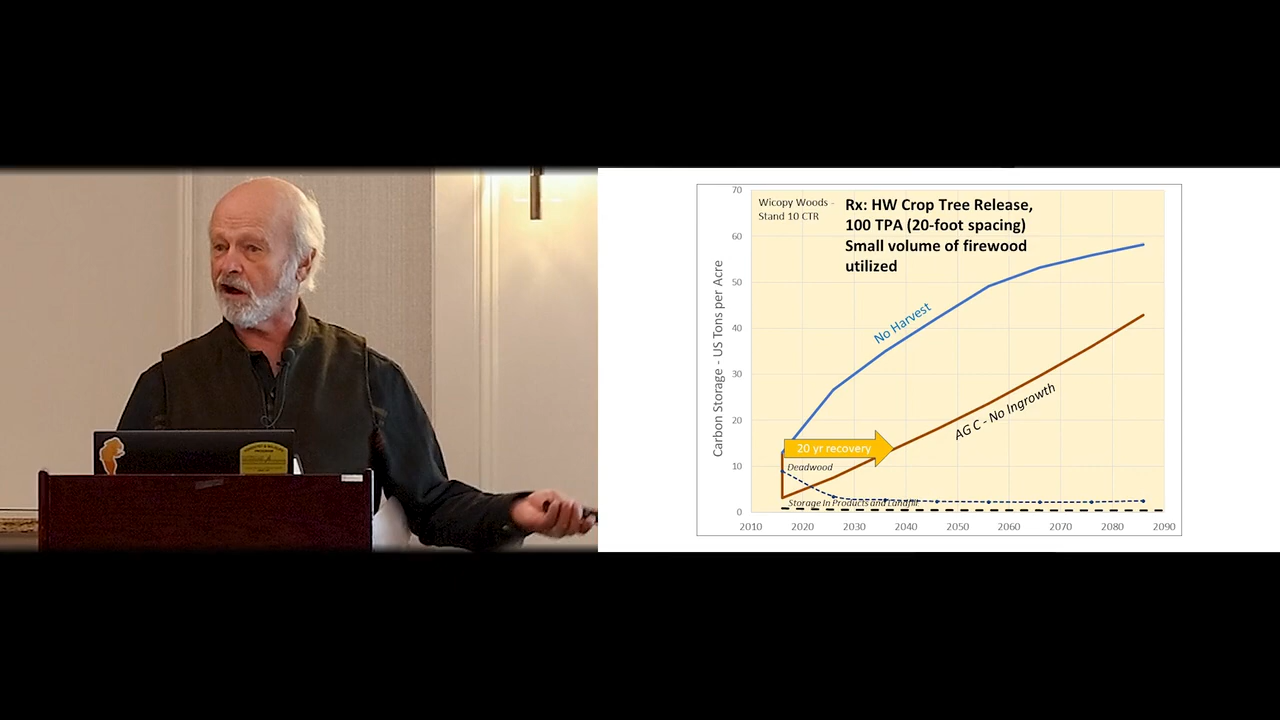 Wicopy Woods -
Stand 10 CTR
Rx: HW Crop Tree Release,
100 TPA (20-foot spacing)
Small volume of firewood
utilized
Carbon Storage - US Tons per Acre
70
60
50
40
30
20
10
0
No Harvest
AG C - No Ingrowth
20 yr recovery
Deadwood
Storage In Products and Landfill
2010 2020 2030 2040 2050 2060 2070 2080 2090